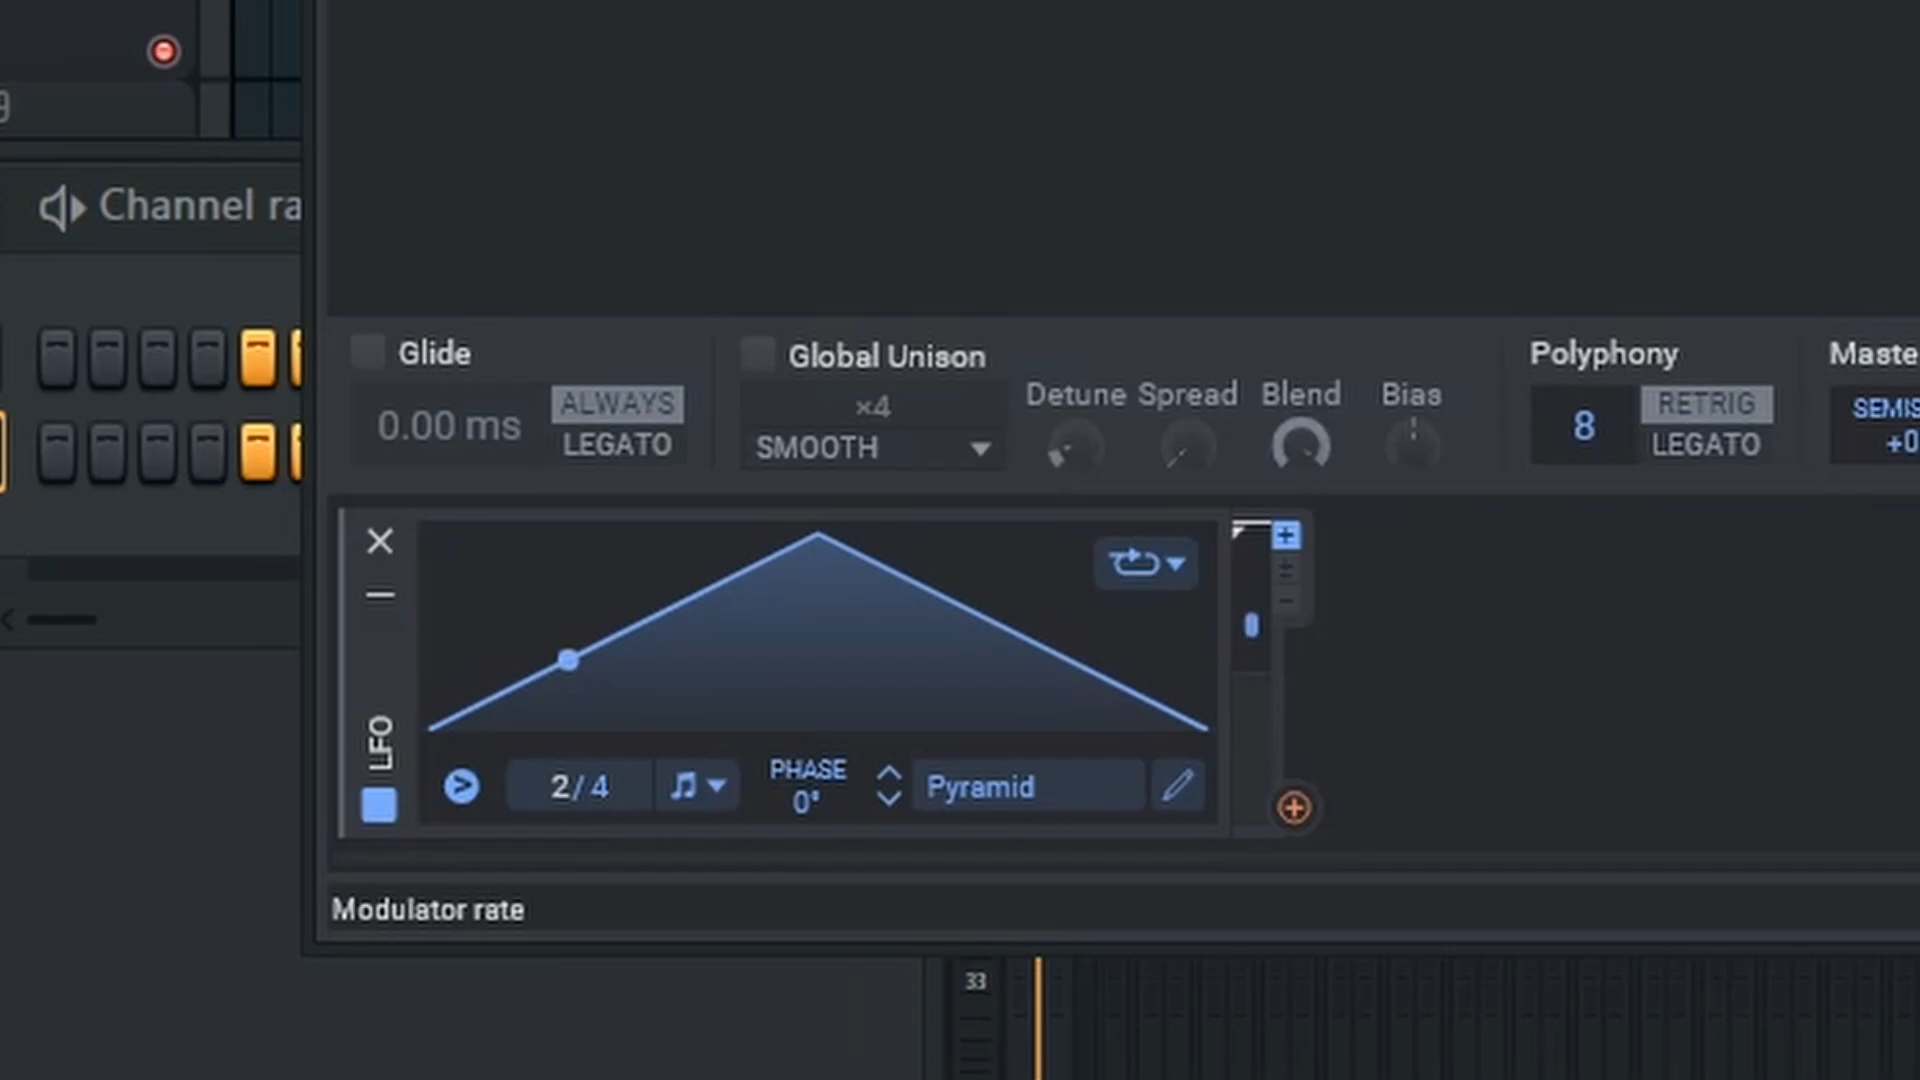 9
Channel ra
Glide
0.00 ms
ALWAYS
LEGATO
Global Unison
×4
SMOOTH
Detune Spread Blend Bias
Polyphony
8
RETRIG
LEGATO
Maste
SEMIS
+0
LFO
2/4
PHASE
0°
Pyramid
Modulator rate
33